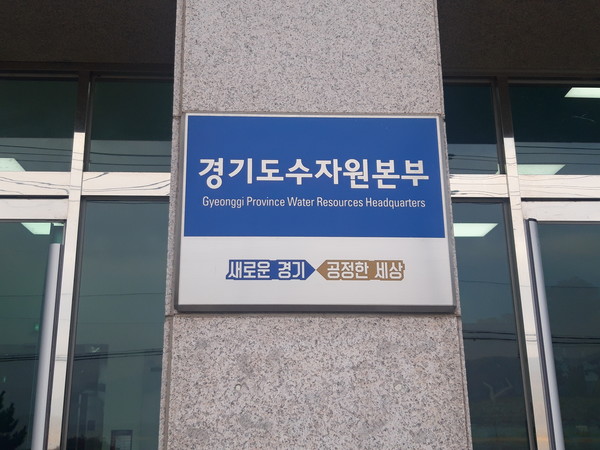 경기도수자원본부
Gyeonggi Province Water Resources Headquarters
새로운 경기 공정한 세상